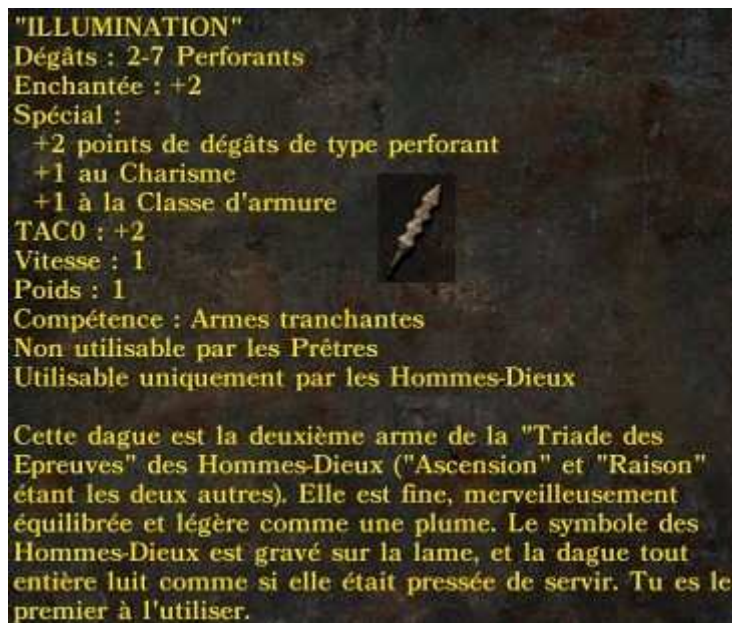 "ILLUMINATION"
Dégâts : 2-7 Perforants
Enchantée : +2
Spécial :
+2 points de dégâts de type perforant
+1 au Charisme
+1 à la Classe d'armure
TAC0 : +2
Vitesse : 1
Poids : 1
Compétence : Armes tranchantes
Non utilisable par les Prêtres
Utilisable uniquement par les Hommes-Dieux

Cette dague est la deuxième arme de la "Triade des
Epreuves" des Hommes-Dieux ("Ascension" et "Raison"
étant les deux autres). Elle est fine, merveilleusement
équilibrée et légère comme une plume. Le symbole des
Hommes-Dieux est gravé sur la lame, et la dague tout
entière luit comme si elle était pressée de servir. Tu es le
premier à l'utiliser.